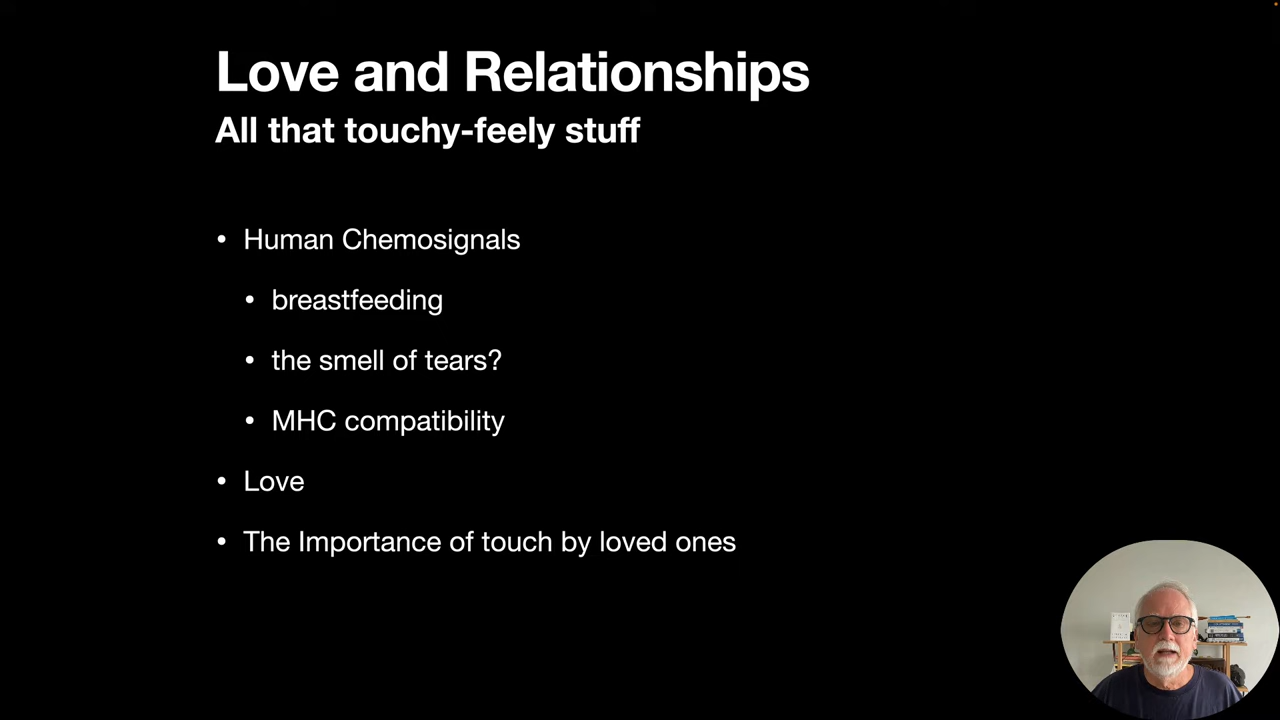 Love and Relationships
All that touchy-feely stuff
• Human Chemosignals
• breastfeeding
• the smell of tears?
• MHC compatibility
• Love
• The Importance of touch by loved ones